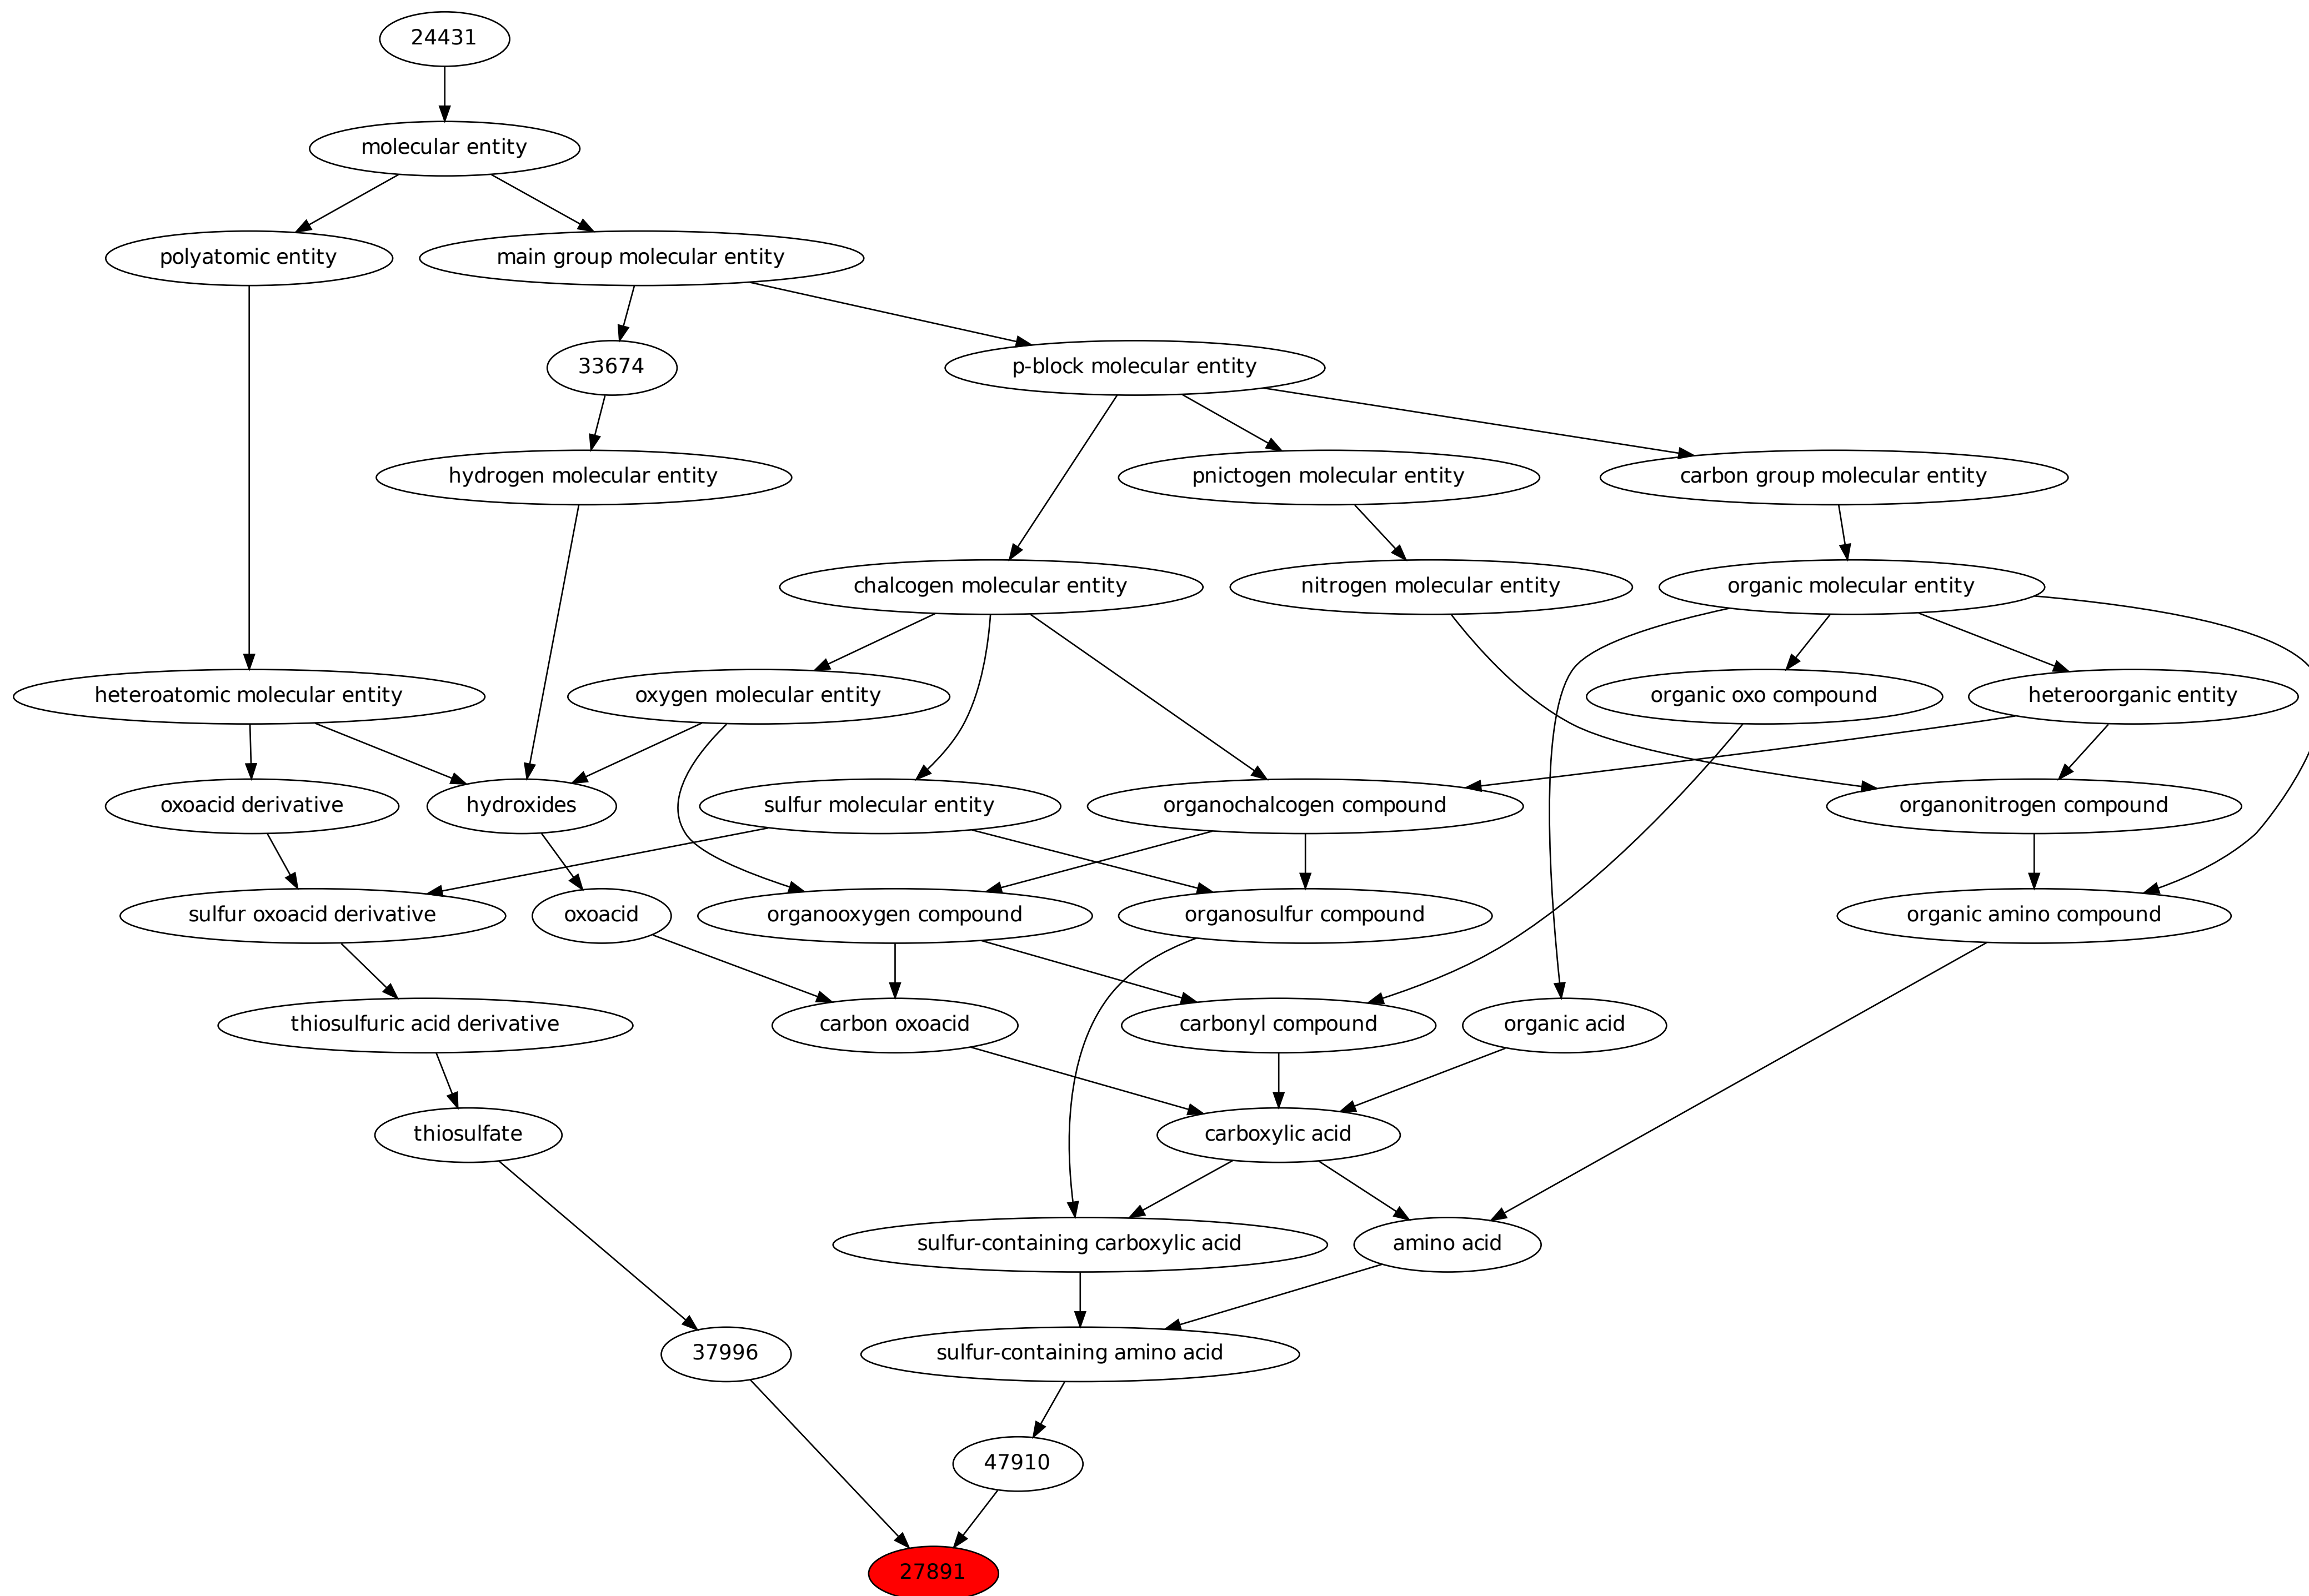 24431
molecular entity
polyatomic entity
main group molecular entity
33674
p-block molecular entity
hydrogen molecular entity
pnictogen molecular entity
carbon group molecular entity
chalcogen molecular entity
nitrogen molecular entity
organic molecular entity
heteroatomic molecular entity
oxygen molecular entity
organic oxo compound
heteroorganic entity
oxoacid derivative
hydroxides
sulfur molecular entity
organochalcogen compound
organonitrogen compound
sulfur oxoacid derivative
oxoacid
organooxygen compound
organosulfur compound
organic amino compound
thiosulfuric acid derivative
carbon oxoacid
carbonyl compound
organic acid
thiosulfate
carboxylic acid
sulfur-containing carboxylic acid
amino acid
37996
sulfur-containing amino acid
47910
27891